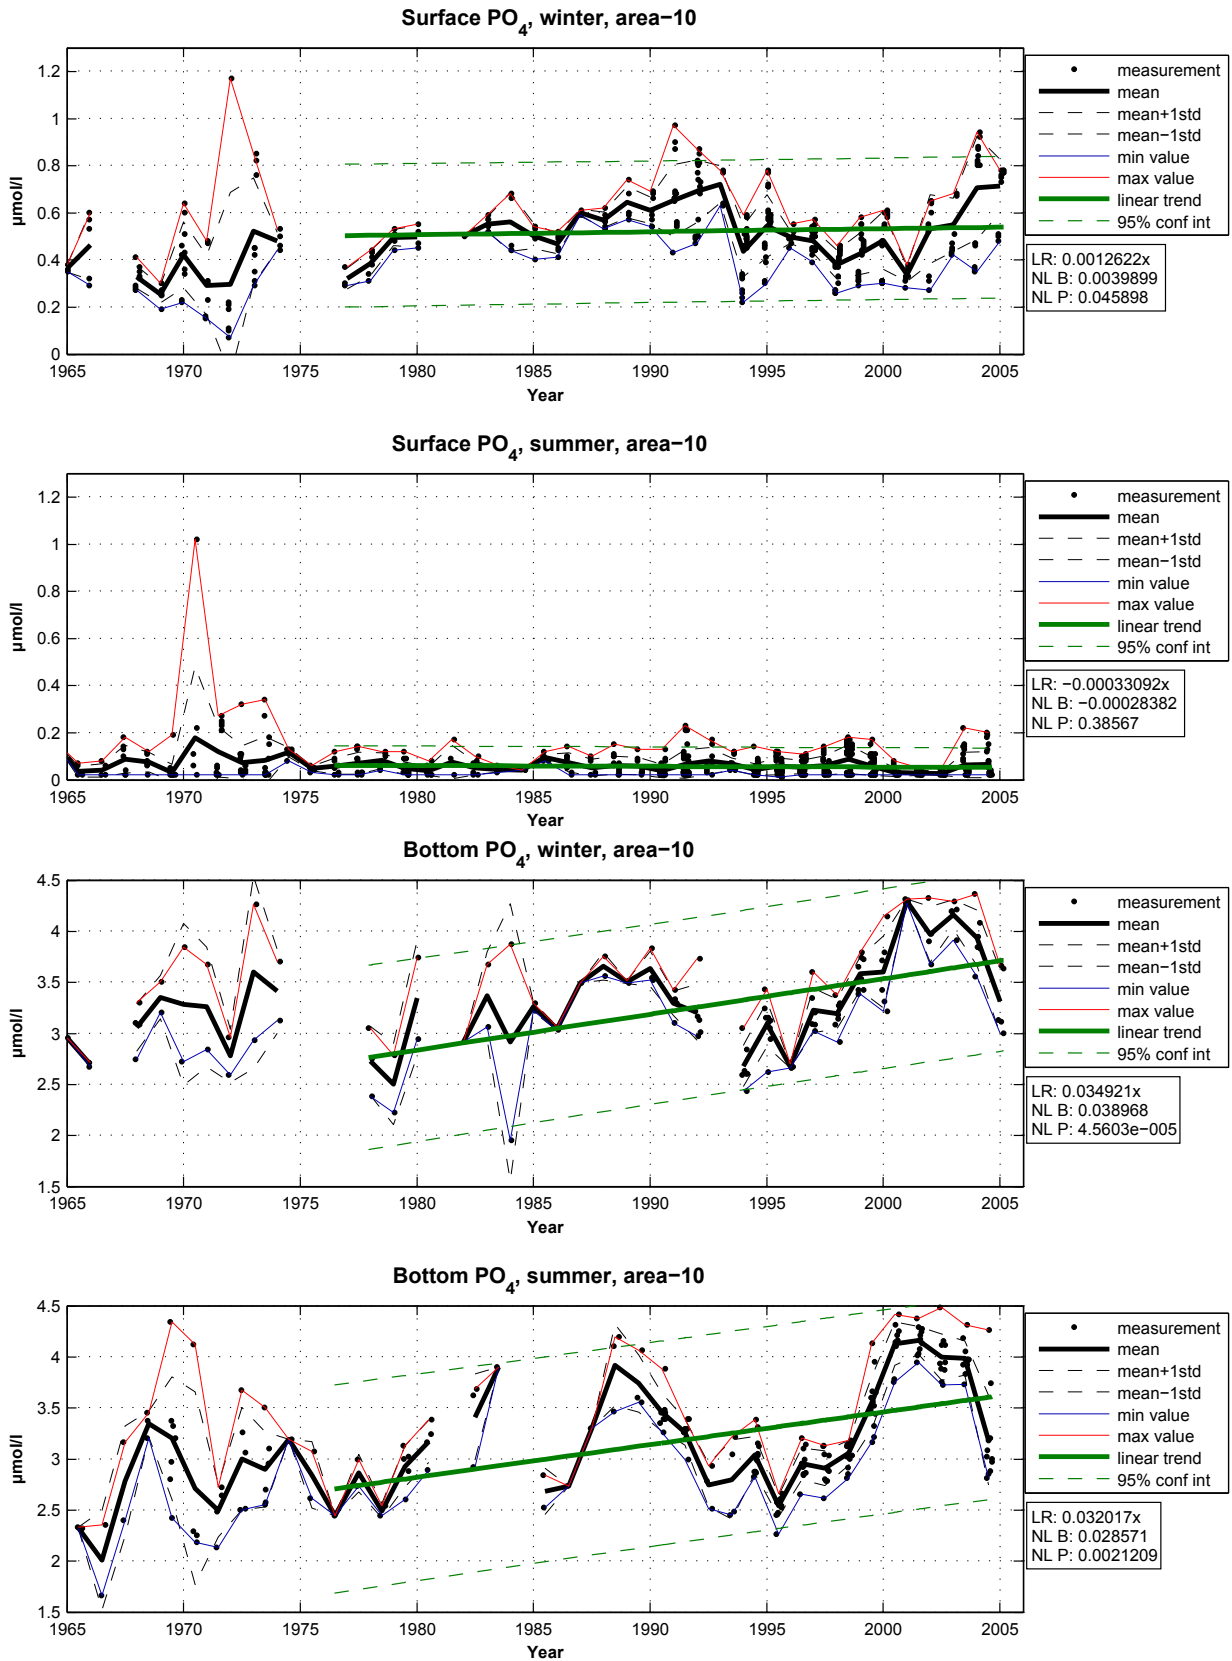 Surface PO4, winter, area−10
1.2
1
0.8
0.6
0.4
0.2
0
µmol/l
1965 1970 1975 1980 1985 1990 1995 2000 2005
Year
measurement
mean
mean+1std
mean−1std
min value
max value
linear trend
95% conf int
LR: 0.0012622x
NL B: 0.0039899
NL P: 0.045898
Surface PO4, summer, area−10
1.2
1
0.8
0.6
0.4
0.2
0
µmol/l
1965 1970 1975 1980 1985 1990 1995 2000 2005
Year
measurement
mean
mean+1std
mean−1std
min value
max value
linear trend
95% conf int
LR: −0.00033092x
NL B: −0.00028382
NL P: 0.38567
Bottom PO4, winter, area−10
4.5
4
3.5
3
2.5
2
1.5
µmol/l
1965 1970 1975 1980 1985 1990 1995 2000 2005
Year
measurement
mean
mean+1std
mean−1std
min value
max value
linear trend
95% conf int
LR: 0.034921x
NL B: 0.038968
NL P: 4.5603e−005
Bottom PO4, summer, area−10
4.5
4
3.5
3
2.5
2
1.5
µmol/l
1965 1970 1975 1980 1985 1990 1995 2000 2005
Year
measurement
mean
mean+1std
mean−1std
min value
max value
linear trend
95% conf int
LR: 0.032017x
NL B: 0.028571
NL P: 0.0021209